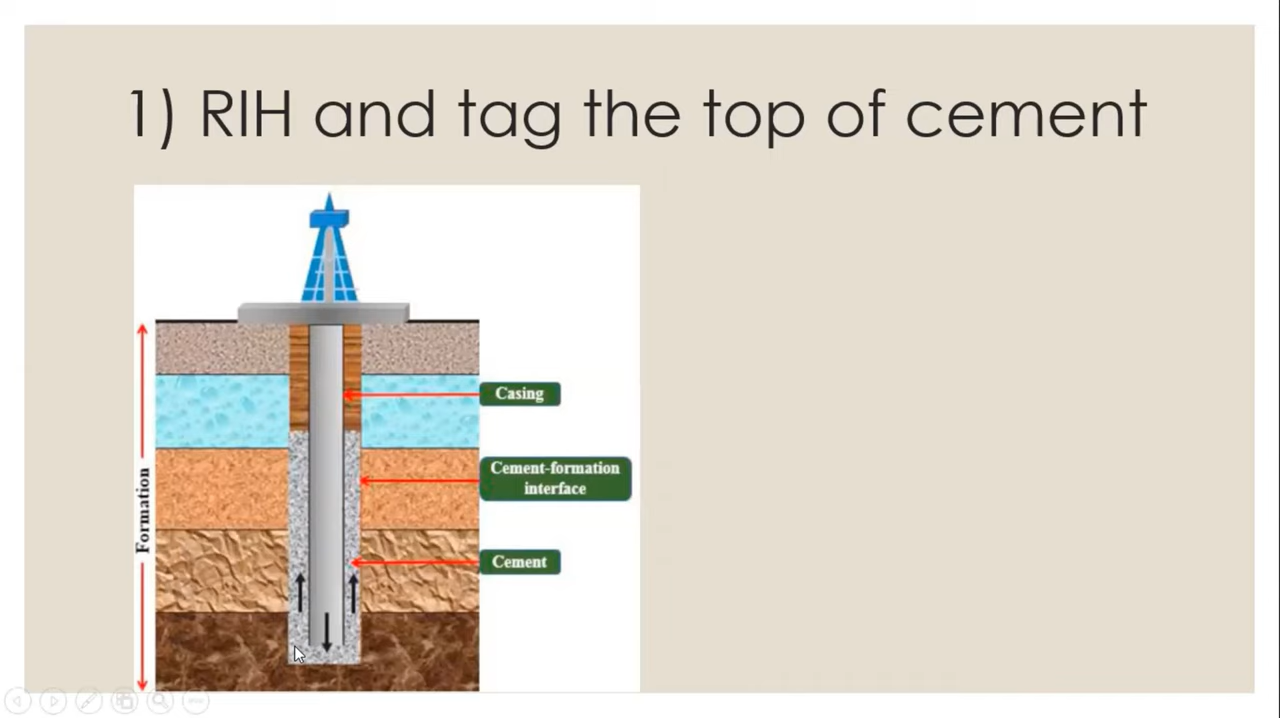 1) RIH and tag the top of cement
Casing
Cement-formation
interface
Formation
Cement